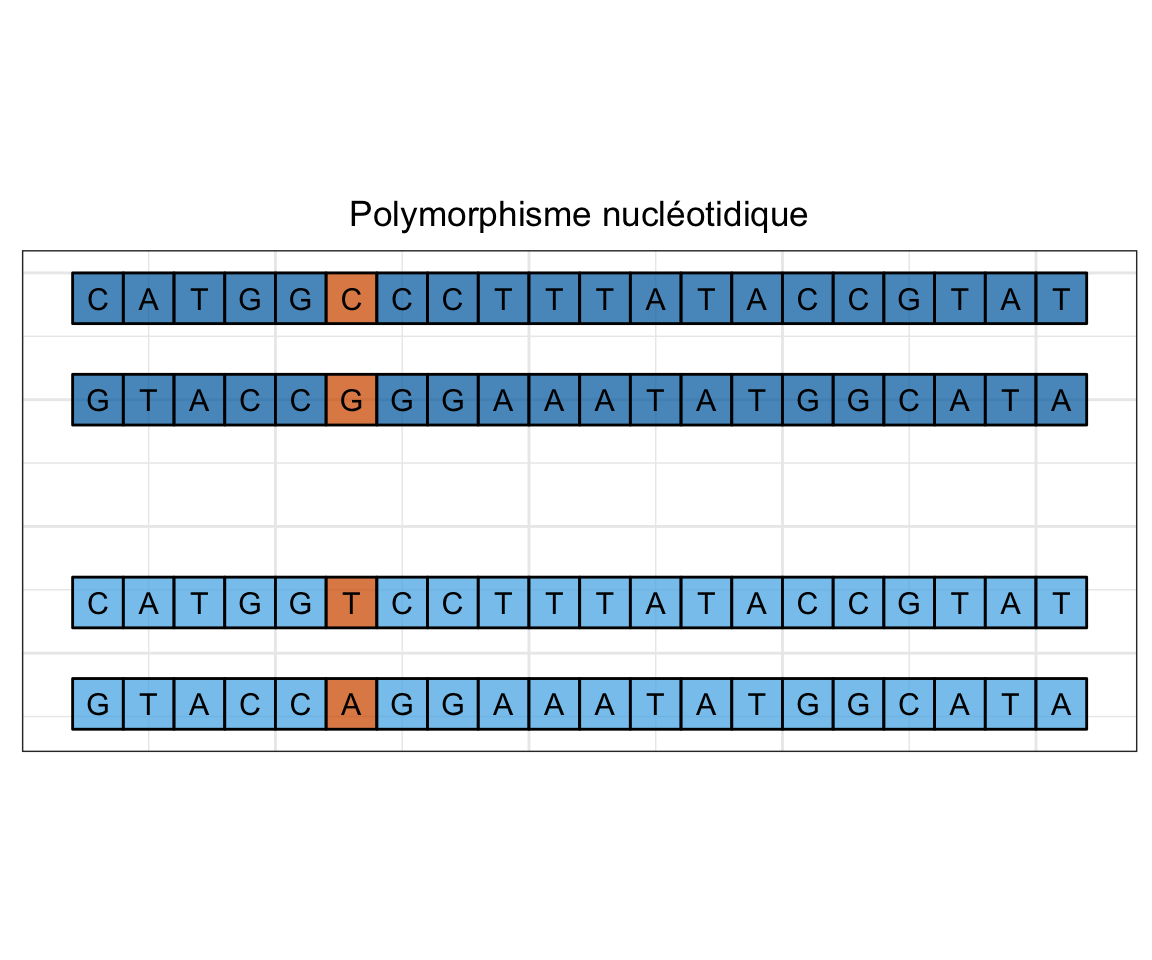 Polymorphisme nucléotidique
C A T G G C C C T T T A T A C C G T A T
G T A C C G G G A A A T A T G G C A T A
C A T G G T C C T T T A T A C C G T A T
G T A C C A G G A A A T A T G G C A T A